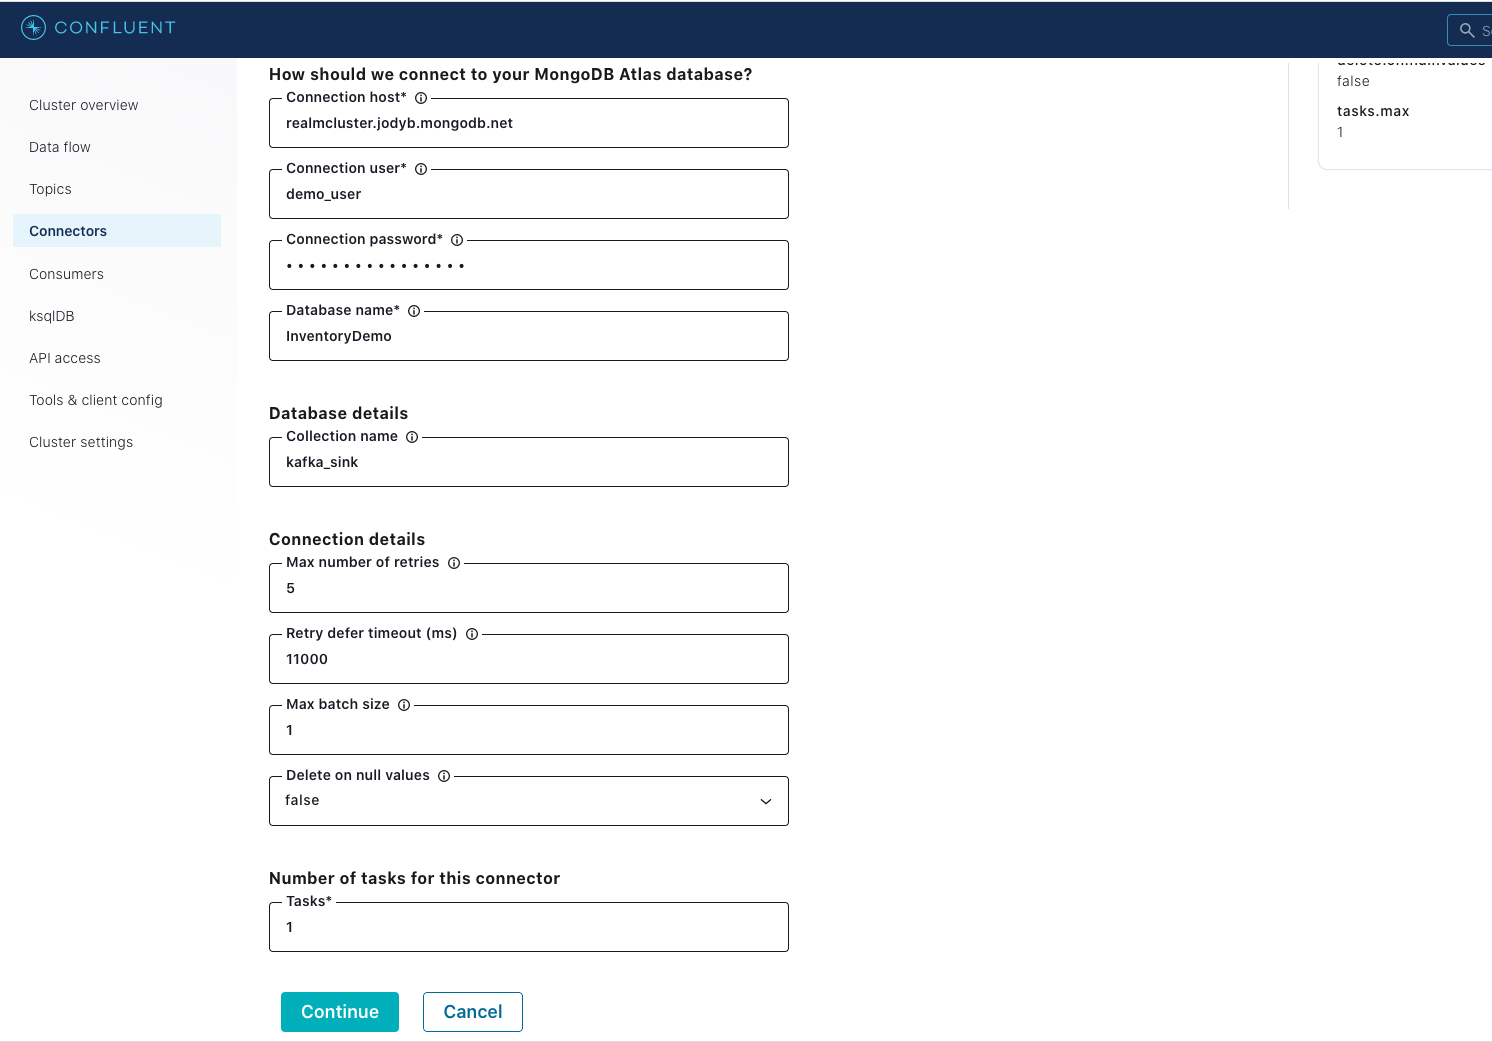 CONFLUENT
Cluster overview
Data flow
Topics
Connectors
Consumers
ksqlDB
API access
Tools & client config
Cluster settings
How should we connect to your MongoDB Atlas database?
Connection host*
realmcluster.jodyb.mongodb.net
Connection user*
demo_user
Connection password*
• • • • • • • • • • • • • • •
Database name*
InventoryDemo
Database details
Collection name
kafka_sink
Connection details
Max number of retries
5
Retry defer timeout (ms)
11000
Max batch size
1
Delete on null values
false
Number of tasks for this connector
Tasks*
1
Continue
Cancel
false
tasks.max
1